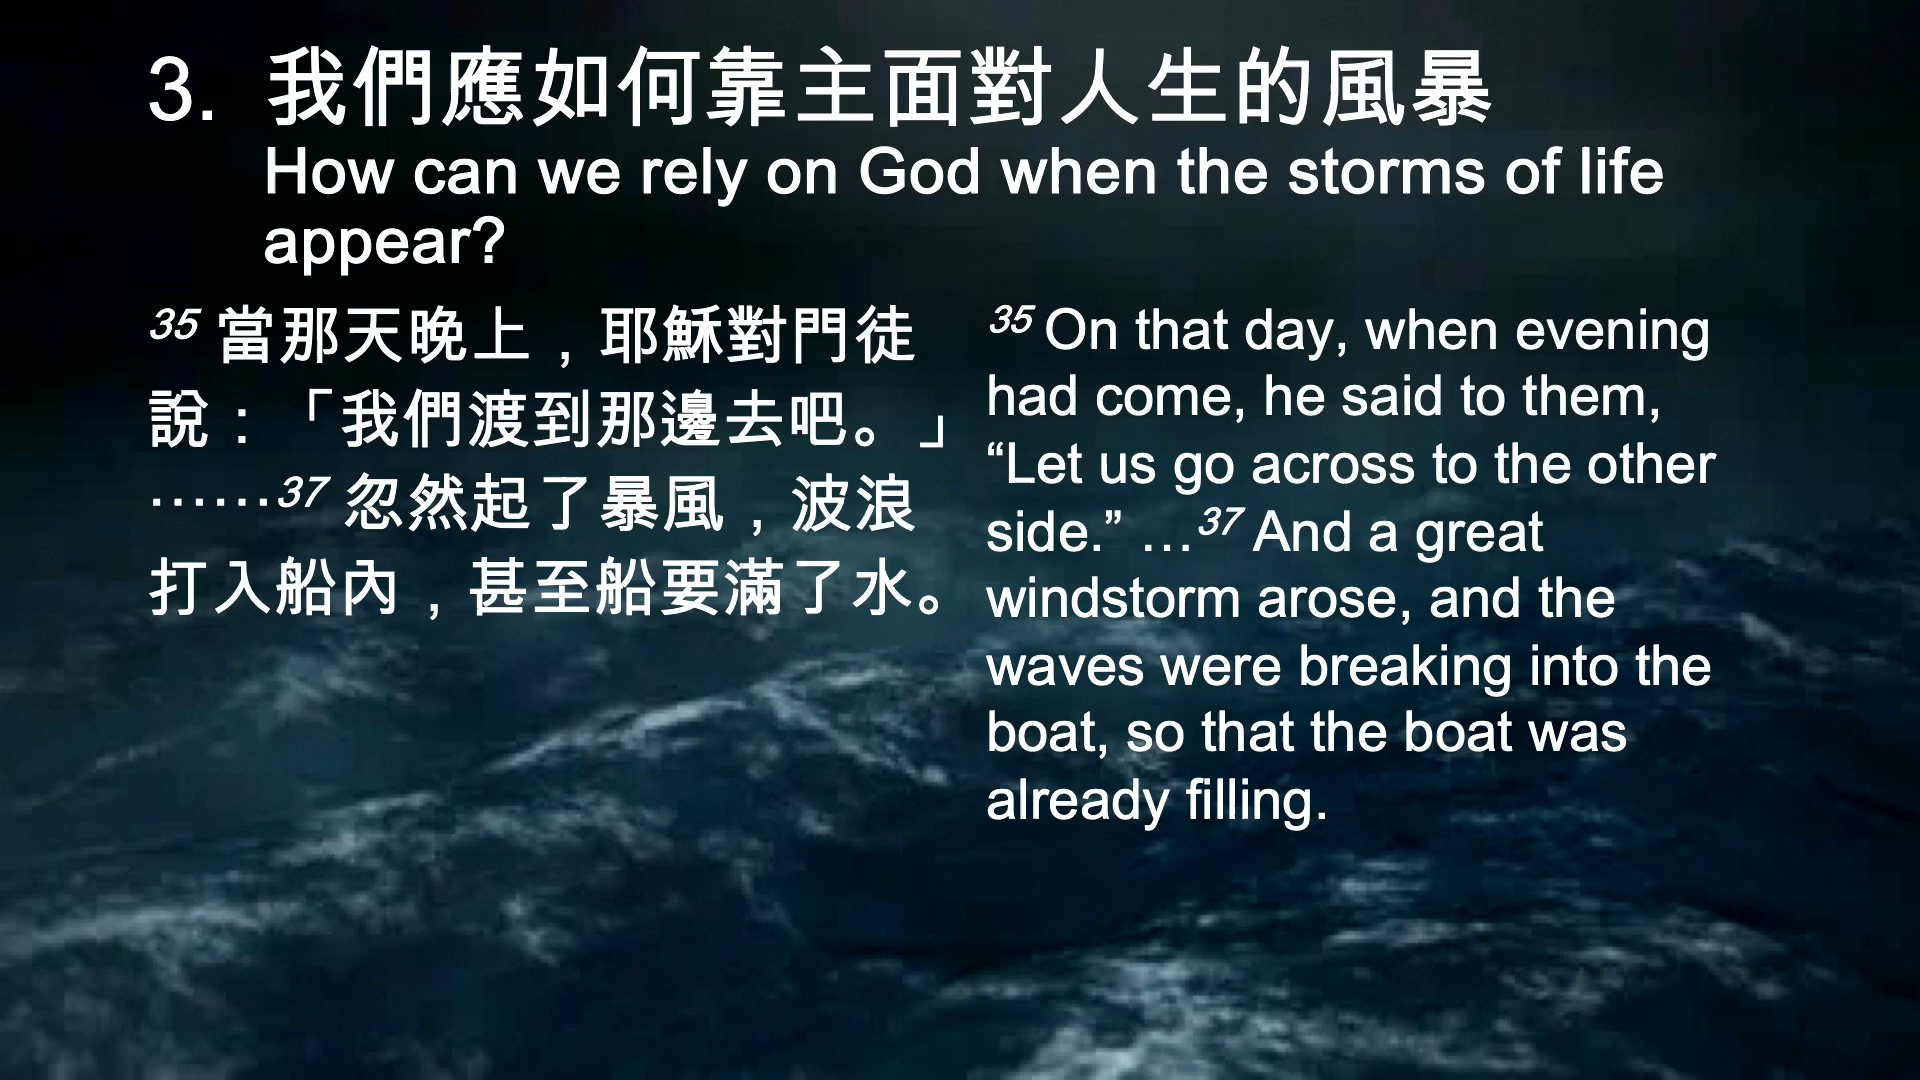 3. 我們應如何靠主面對人生的風暴
How can we rely on God when the storms of life
appear?
35 當那天晚上，耶穌對門徒
說：「我們渡到那邊去吧。」
……37 忽然起了暴風，波浪
打入船內，甚至船要滿了水。
35 On that day, when evening
had come, he said to them,
“Let us go across to the other
side.” …37 And a great
windstorm arose, and the
waves were breaking into the
boat, so that the boat was
already filling.